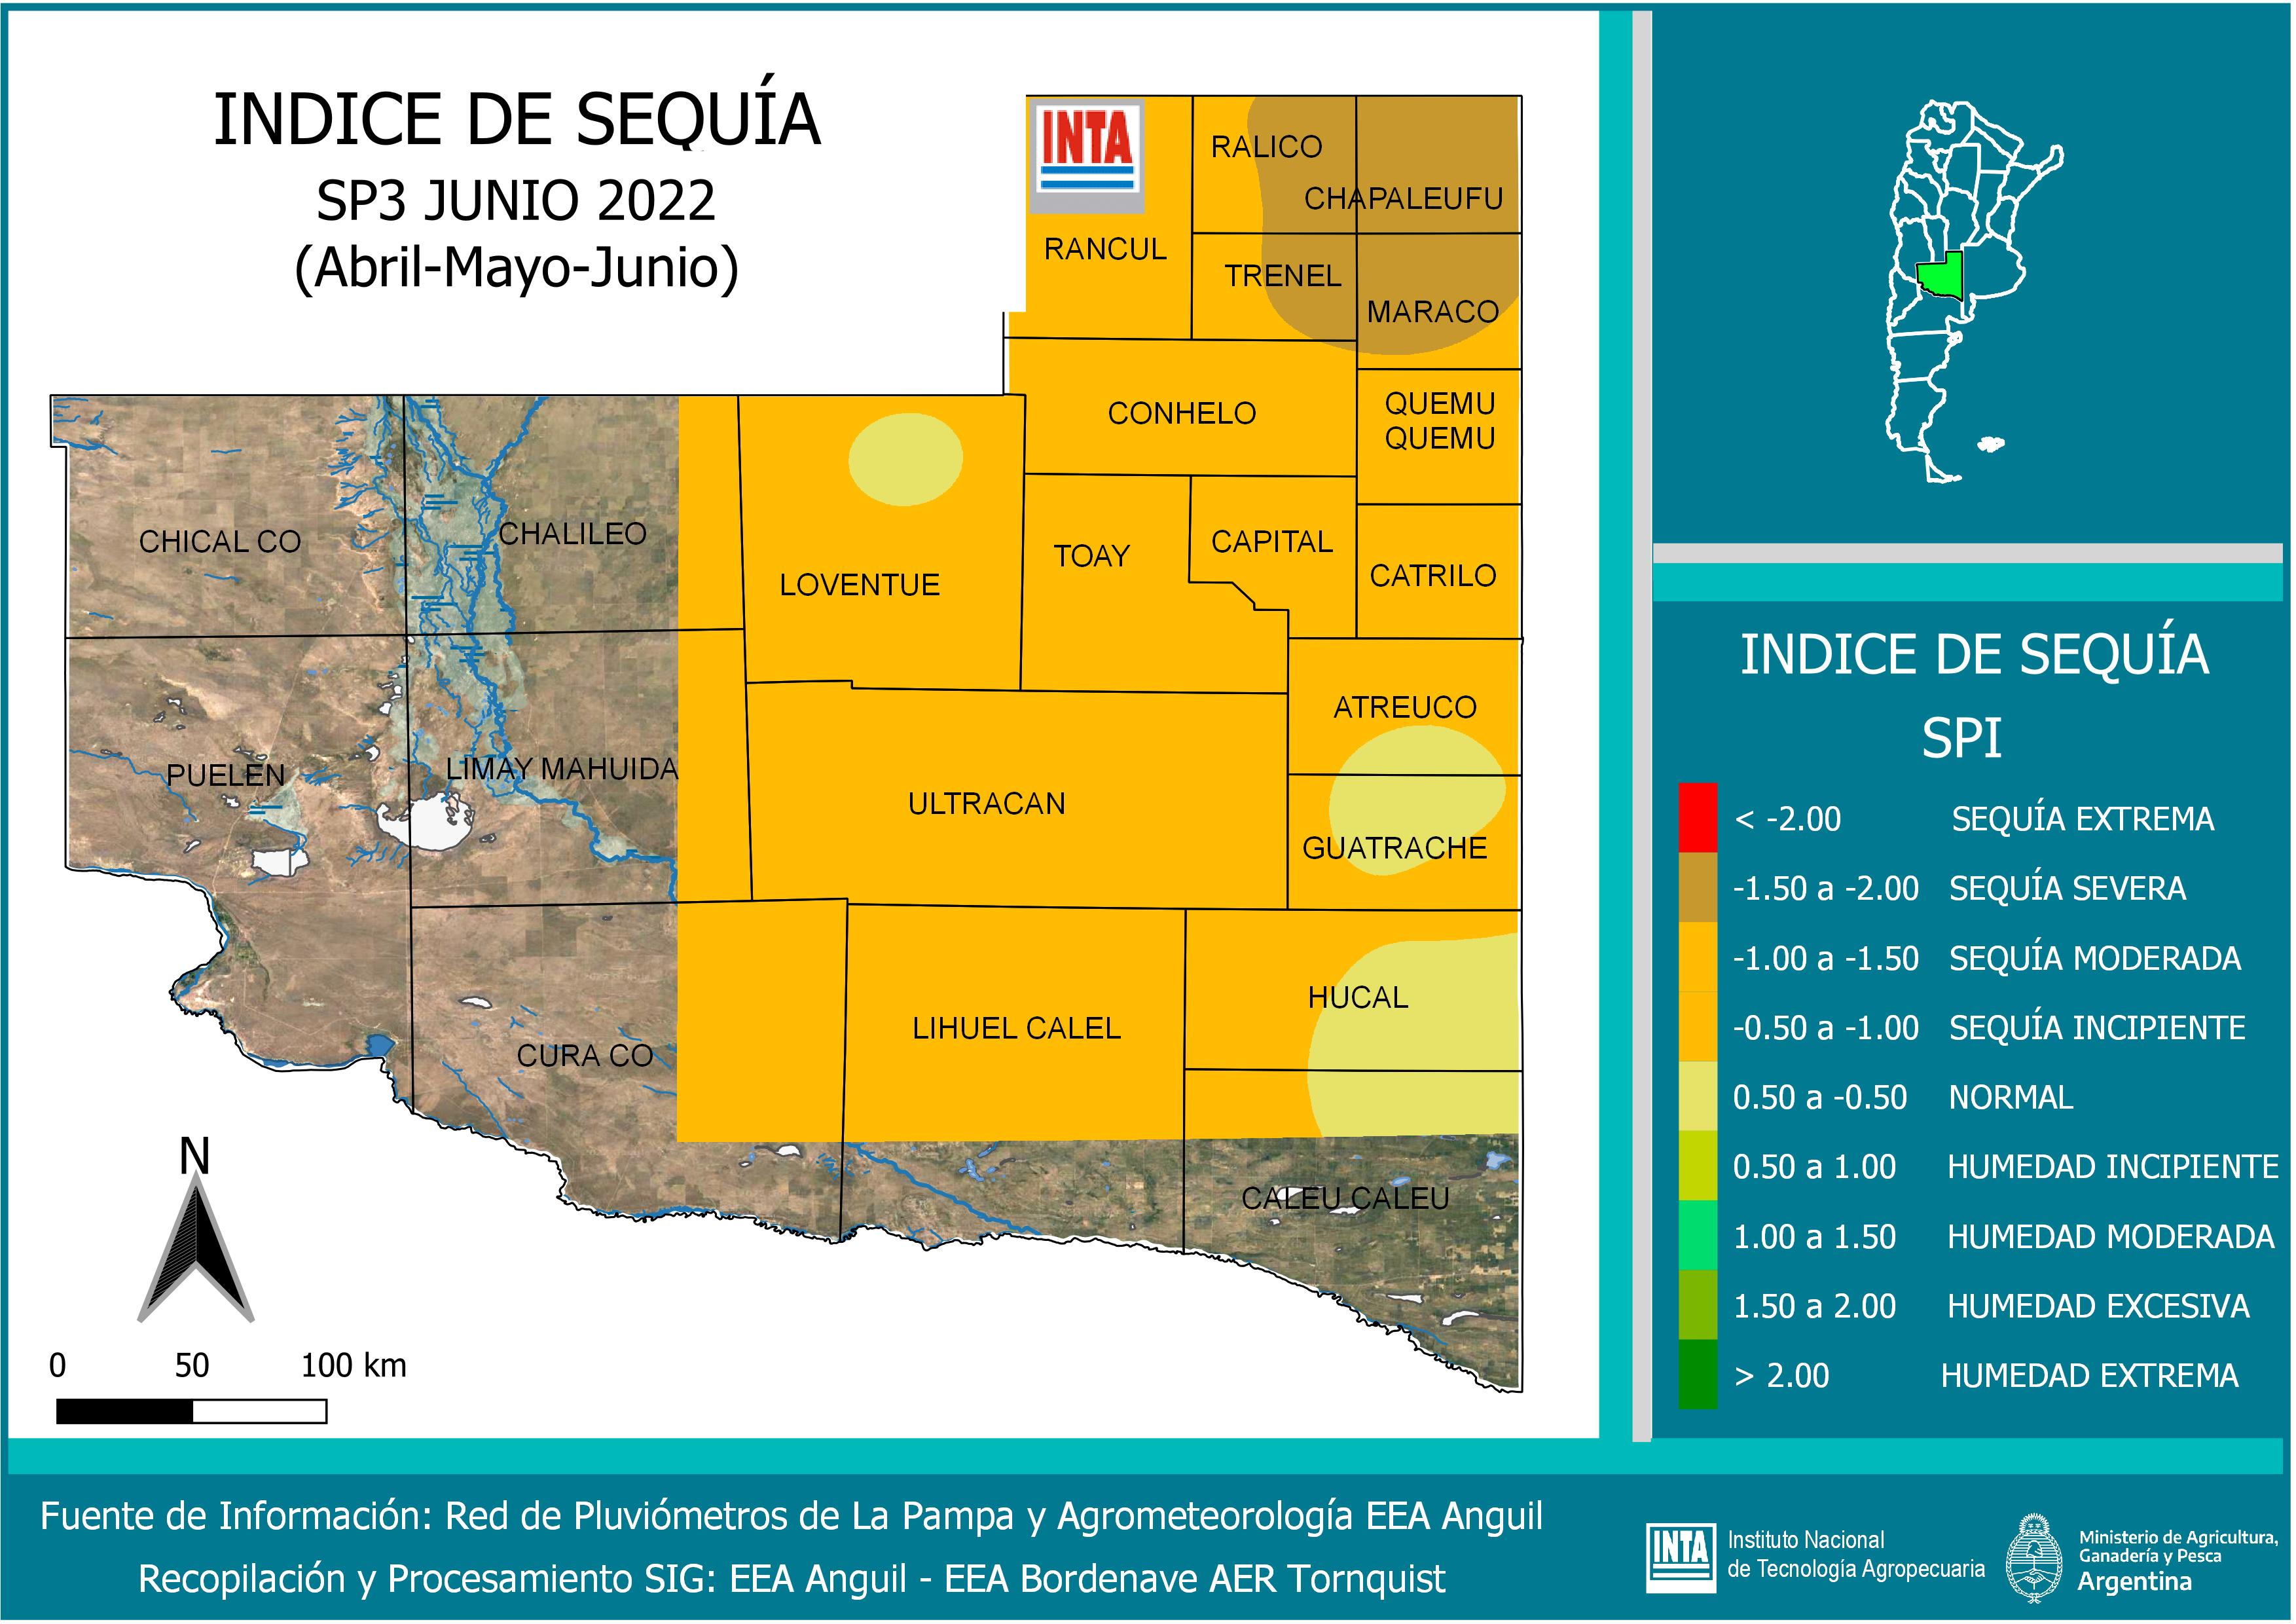 INDICE DE SEQUÍA
SP3 JUNIO 2022
(Abril-Mayo-Junio)
INTA
RALICO
CHAPALEUFU
RANCUL
TRENEL
MARACO
CONHELO
QUEMU
QUEMU
CHICAL CO
CHALILEO
LOVENTUE
TOAY
CAPITAL
CATRILO
ATREUCO
PUELEN
LIMAY MAHUIDA
ULTRACAN
GUATRACHE
HUCAL
LIHUEL CALEL
CURA CO
CALEU CALEU
N
0 50 100 km
INDICE DE SEQUÍA
SPI
< -2.00 SEQUÍA EXTREMA
-1.50 a -2.00 SEQUÍA SEVERA
-1.00 a -1.50 SEQUÍA MODERADA
-0.50 a -1.00 SEQUÍA INCIPIENTE
0.50 a -0.50 NORMAL
0.50 a 1.00 HUMEDAD INCIPIENTE
1.00 a 1.50 HUMEDAD MODERADA
1.50 a 2.00 HUMEDAD EXCESIVA
> 2.00 HUMEDAD EXTREMA
Fuente de Información: Red de Pluviómetros de La Pampa y Agrometeorología EEA Anguil
Recopilación y Procesamiento SIG: EEA Anguil - EEA Bordenave AER Tornquist
INTA
Instituto Nacional
de Tecnología Agropecuaria
Ministerio de Agricultura,
Ganadería y Pesca
Argentina